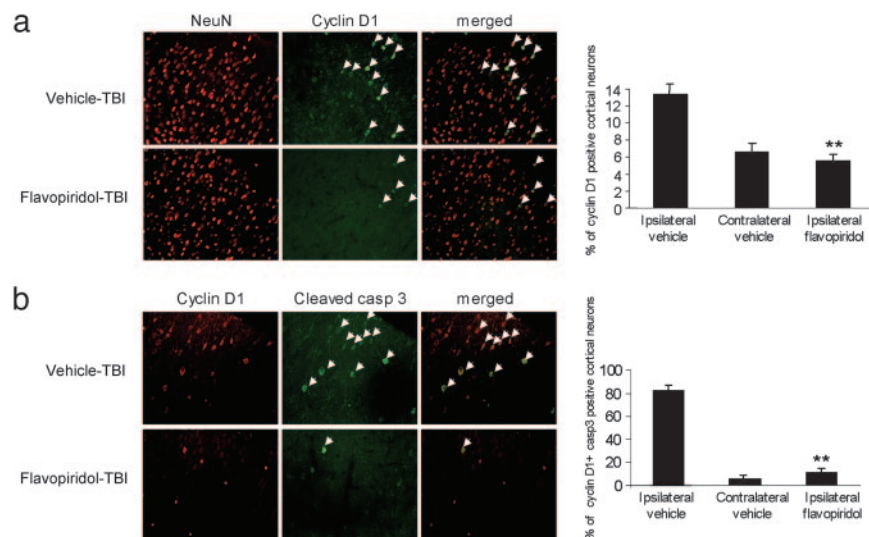 a
NeuN Cyclin D1 merged
Vehicle-TBI
Flavopiridol-TBI
% of cyclin D1 positive cortical neurons
14
12
10
8
6
4
2
0
**
Ipsilateral vehicle
Contralateral vehicle
Ipsilateral flavopiridol
b
Cyclin D1 Cleaved casp 3 merged
Vehicle-TBI
Flavopiridol-TBI
% of cyclin D1+ casp3 positive cortical neurons
100
80
60
40
20
0
**
Ipsilateral vehicle
Contralateral vehicle
Ipsilateral flavopiridol